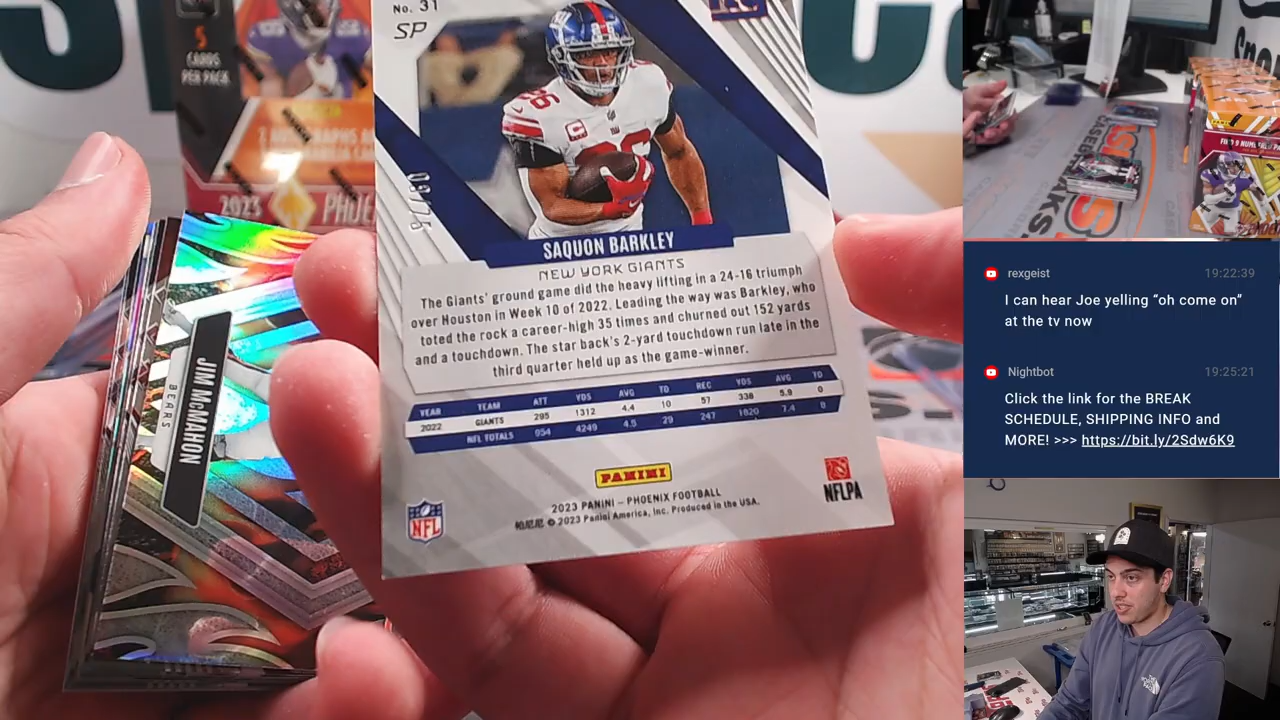 No. 31
SP
SAQUON BARKLEY
NEW YORK GIANTS
The Giants' ground game did the heavy lifting in a 24-16 triumph
over Houston in Week 10 of 2022. Leading the way was Barkley, who
toted the rock a career-high 35 times and churned out 152 yards
and a touchdown. The star back's 2-yard touchdown run late in the
third quarter held up as the game-winner.
YEAR TEAM ATT YDS AVG TD REC YDS AVG TD
2022 GIANTS 295 1312 4.4 10 57 338 5.9 0
NFL TOTALS 954 4249 4.5 29 247 1820 7.4 8
PANINI
2023 PANINI – PHOENIX FOOTBALL
帕尼尼 © 2023 Panini America, Inc. Produced in the USA.
NFL
NFLPA
JIM McMAHON
BEARS
5
CARDS
PER PACK
2023
rexgeist 19:22:39
I can hear Joe yelling “oh come on”
at the tv now
Nightbot 19:25:21
Click the link for the BREAK
SCHEDULE, SHIPPING INFO and
MORE! >>> https://bit.ly/2Sdw6K9